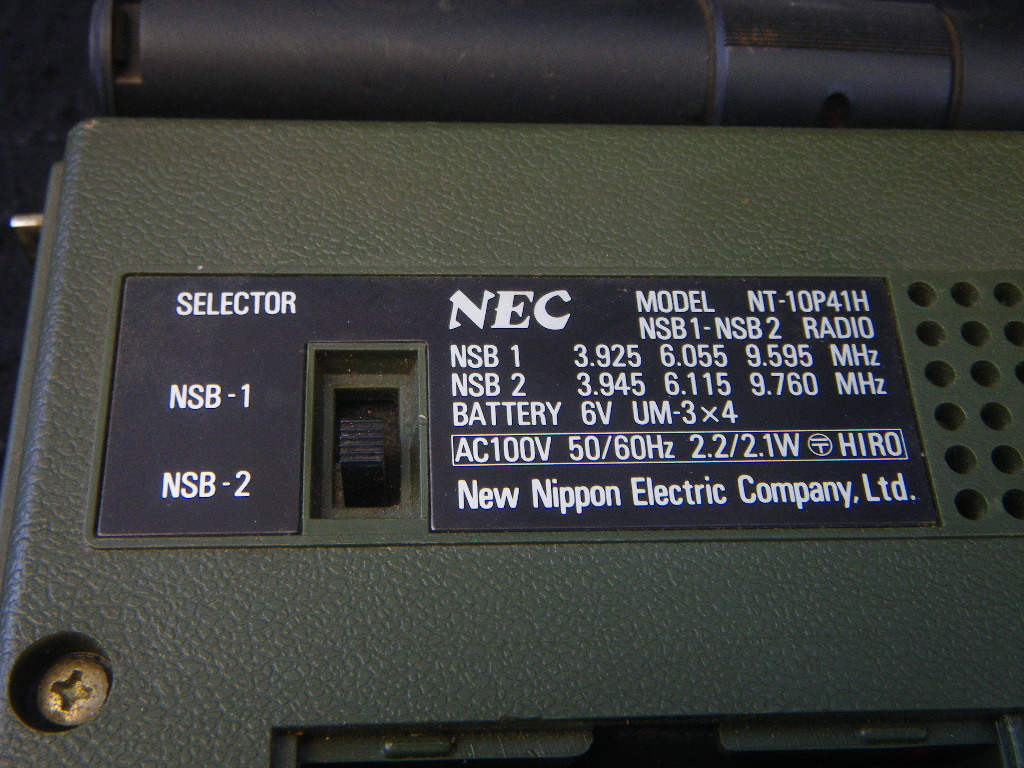 SELECTOR
NSB-1
NSB-2
NEC MODEL NT-10P41H
NSB1-NSB2 RADIO
NSB 1 3.925 6.055 9.595 MHz
NSB 2 3.945 6.115 9.760 MHz
BATTERY 6V UM-3×4
AC100V 50/60Hz 2.2/2.1W 〶 HIRO
New Nippon Electric Company, Ltd.